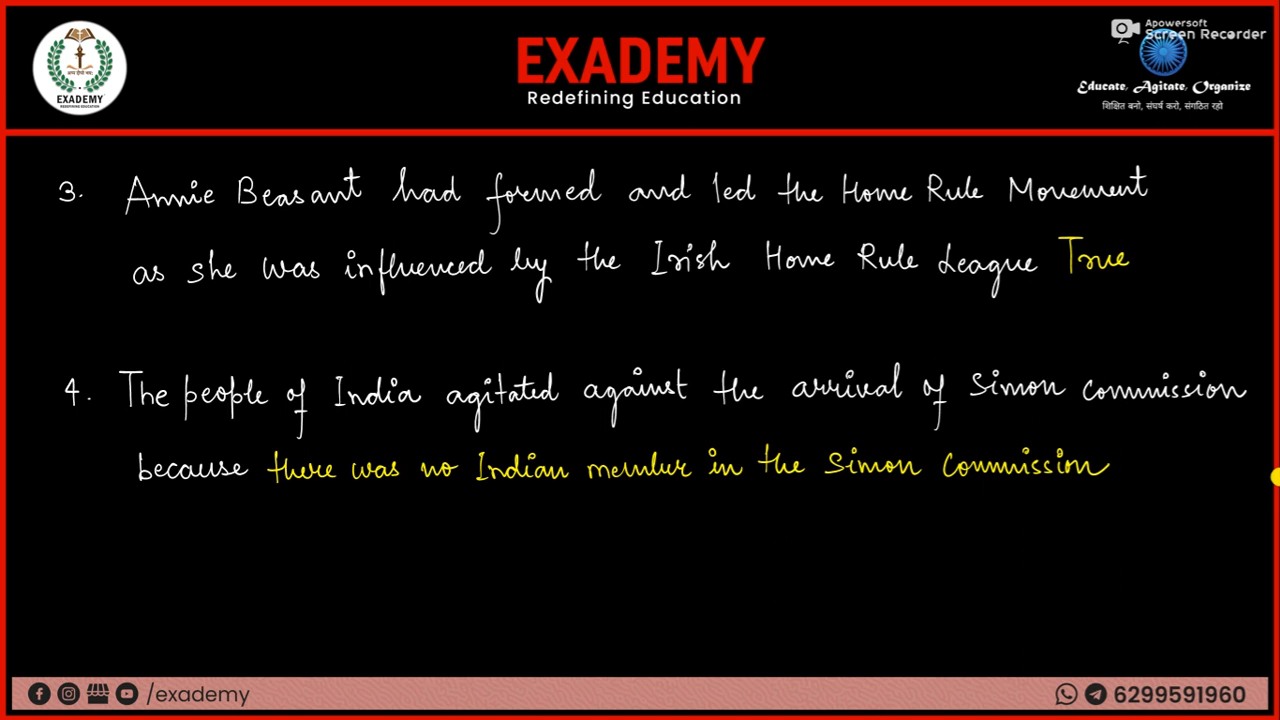 EXADEMY
Redefining Education
EXADEMY
REDEFINING EDUCATION
Apowersoft
Screen Recorder
Educate, Agitate, Organize
शिक्षित बनो, संघर्ष करो, संगठित रहो
3. Annie Beasant had formed and led the Home Rule Movement
as she was influenced by the Irish Home Rule League True
4. The people of India agitated against the arrival of Simon commission
because there was no Indian member in the Simon Commission
/exademy
6299591960